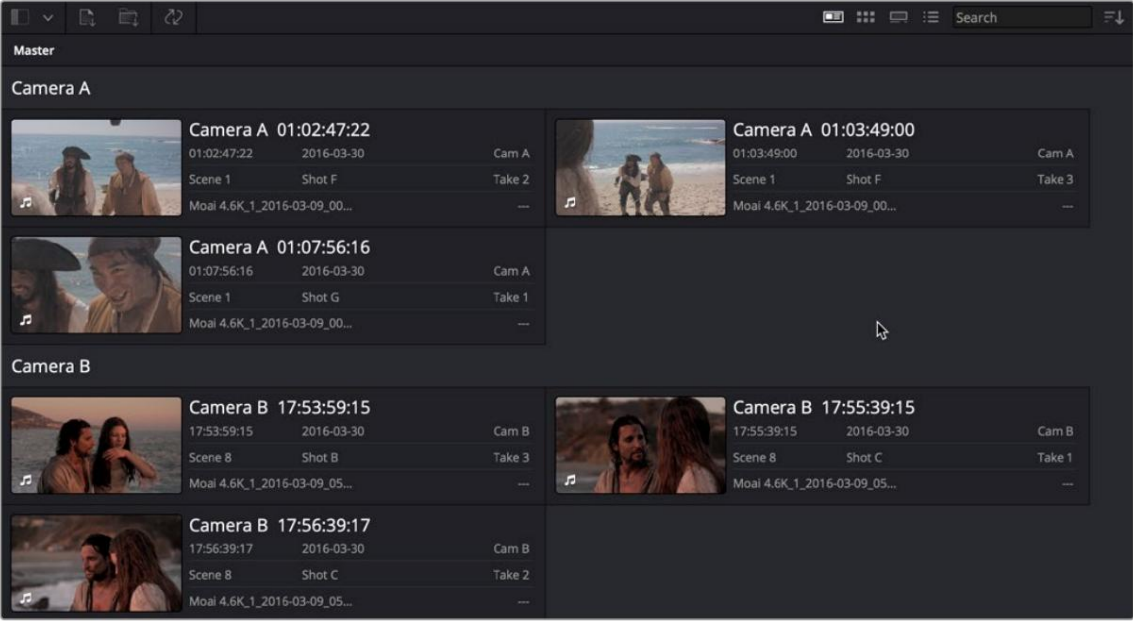 Search
Master
Camera A
Camera A 01:02:47:22
01:02:47:22 2016-03-30 Cam A
Scene 1 Shot F Take 2
Moai 4.6K_1_2016-03-09_00... ---
Camera A 01:03:49:00
01:03:49:00 2016-03-30 Cam A
Scene 1 Shot F Take 3
Moai 4.6K_1_2016-03-09_00... ---
Camera A 01:07:56:16
01:07:56:16 2016-03-30 Cam A
Scene 1 Shot G Take 1
Moai 4.6K_1_2016-03-09_00... ---
Camera B
Camera B 17:53:59:15
17:53:59:15 2016-03-30 Cam B
Scene 8 Shot B Take 3
Moai 4.6K_1_2016-03-09_05... ---
Camera B 17:55:39:15
17:55:39:15 2016-03-30 Cam B
Scene 8 Shot C Take 1
Moai 4.6K_1_2016-03-09_05... ---
Camera B 17:56:39:17
17:56:39:17 2016-03-30 Cam B
Scene 8 Shot C Take 2
Moai 4.6K_1_2016-03-09_05... ---